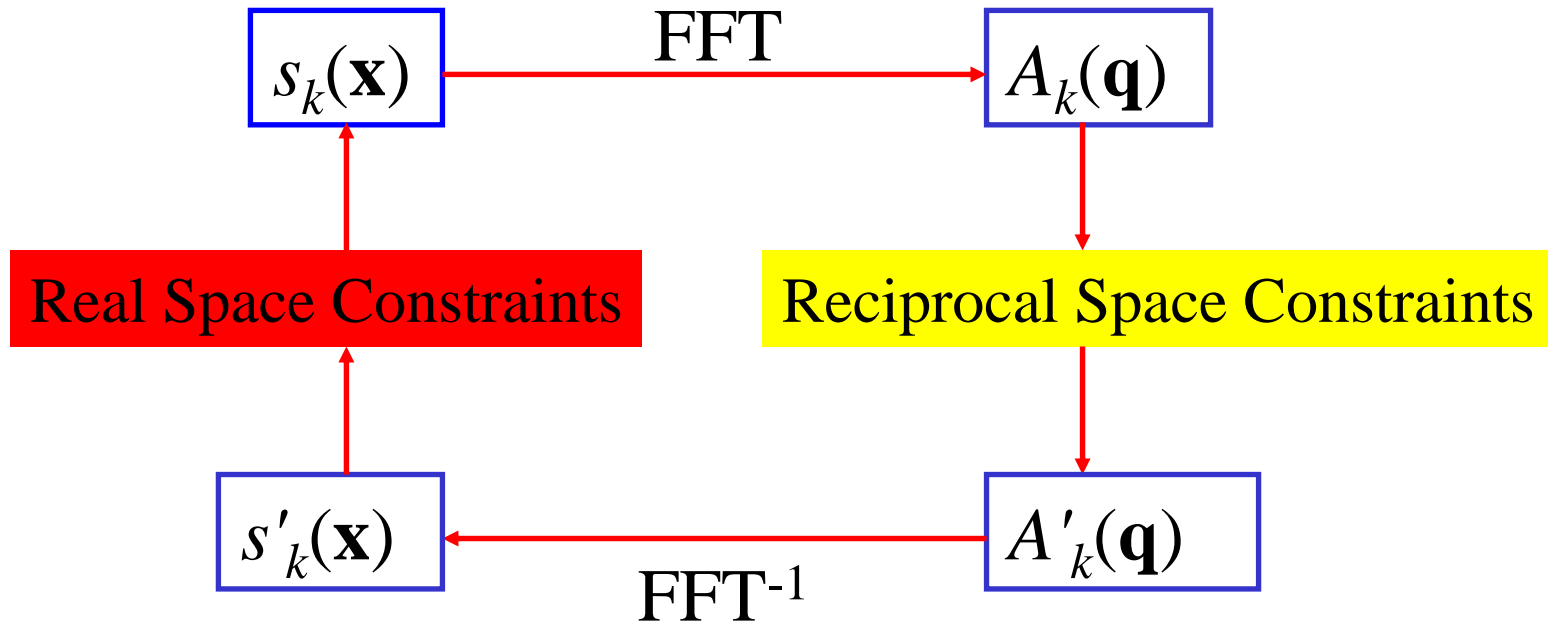 FFT
s_k(x)
A_k(q)
Real Space Constraints
Reciprocal Space Constraints
s′_k(x)
A′_k(q)
FFT⁻¹